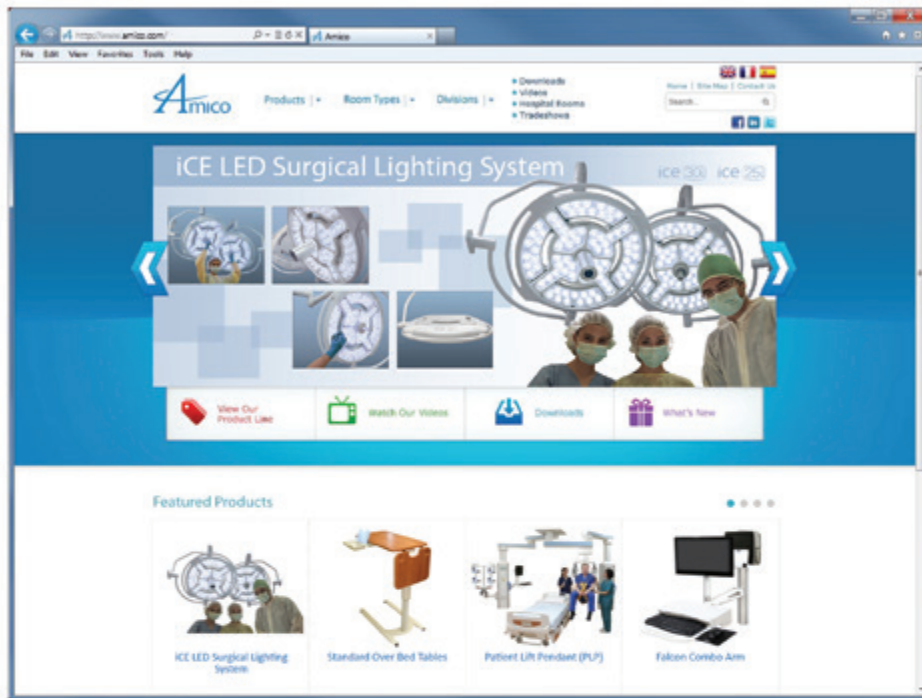 http://www.amico.com/
Amico
File Edit View Favorites Tools Help
Amico
Products
Room Types
Divisions
Downloads
Videos
Hospital Rooms
Tradeshows
Home | Site Map | Contact Us
Search...
iCE LED Surgical Lighting System
ice 30 ice 25
View Our
Product Line
Watch Our Videos
Downloads
What's New
Featured Products
iCE LED Surgical Lighting
System
Standard Over Bed Tables
Patient Lift Pendant (PLP)
Falcon Combo Arm